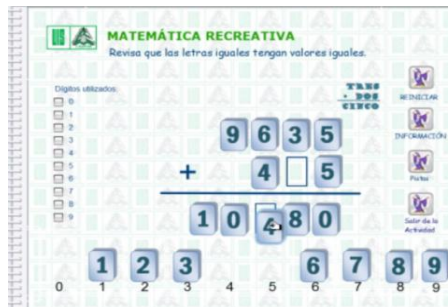 MATEMÁTICA RECREATIVA
Revisa que las letras iguales tengan valores iguales.
Dígitos utilizados:
0
1
2
3
4
5
6
7
8
9
TRES
+ DOS
CINCO
REINICIAR
INFORMACIÓN
Pistas
Salir de la
Actividad
9 6 3 5
+ 4 5
1 0 4 8 0
1 2 3 6 7 8 9
0 1 2 3 4 5 6 7 8 9